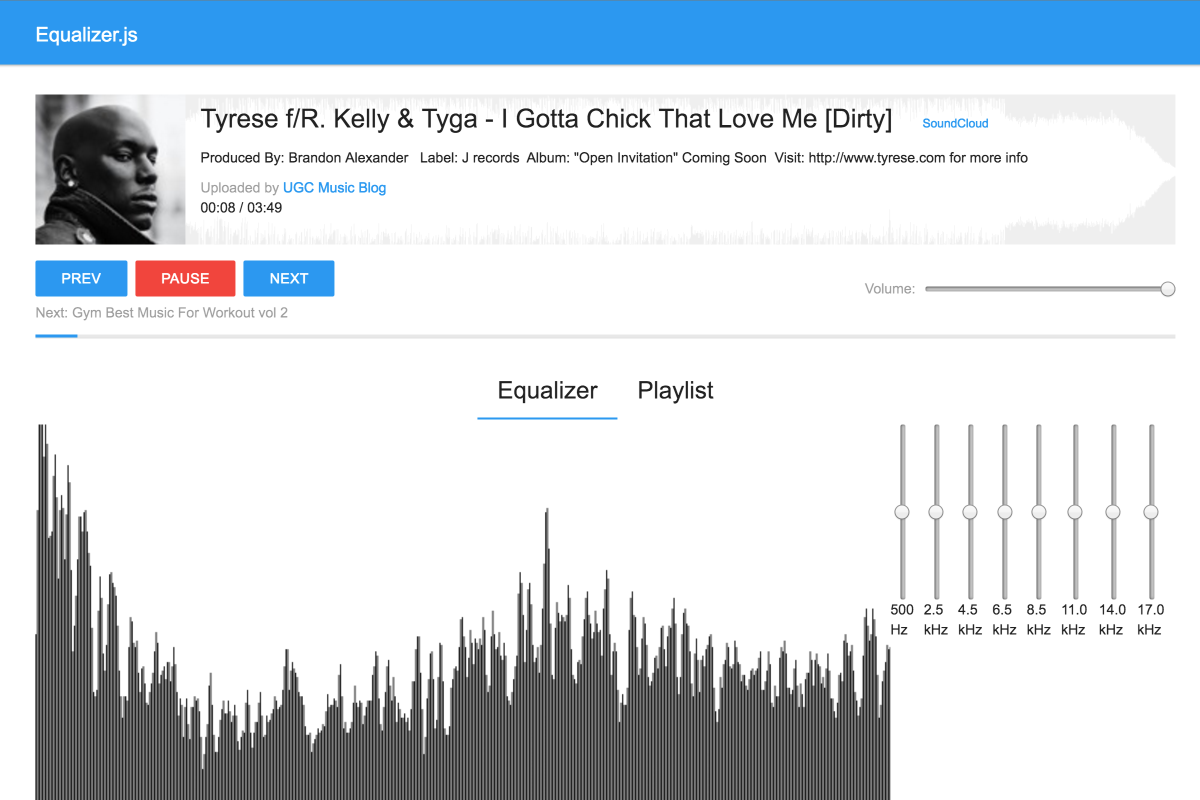 Equalizer.js
Tyrese f/R. Kelly & Tyga - I Gotta Chick That Love Me [Dirty] SoundCloud
Produced By: Brandon Alexander Label: J records Album: "Open Invitation" Coming Soon Visit: http://www.tyrese.com for more info
Uploaded by UGC Music Blog
00:08 / 03:49
PREV PAUSE NEXT
Volume:
Next: Gym Best Music For Workout vol 2
Equalizer Playlist
500 2.5 4.5 6.5 8.5 11.0 14.0 17.0
Hz kHz kHz kHz kHz kHz kHz kHz